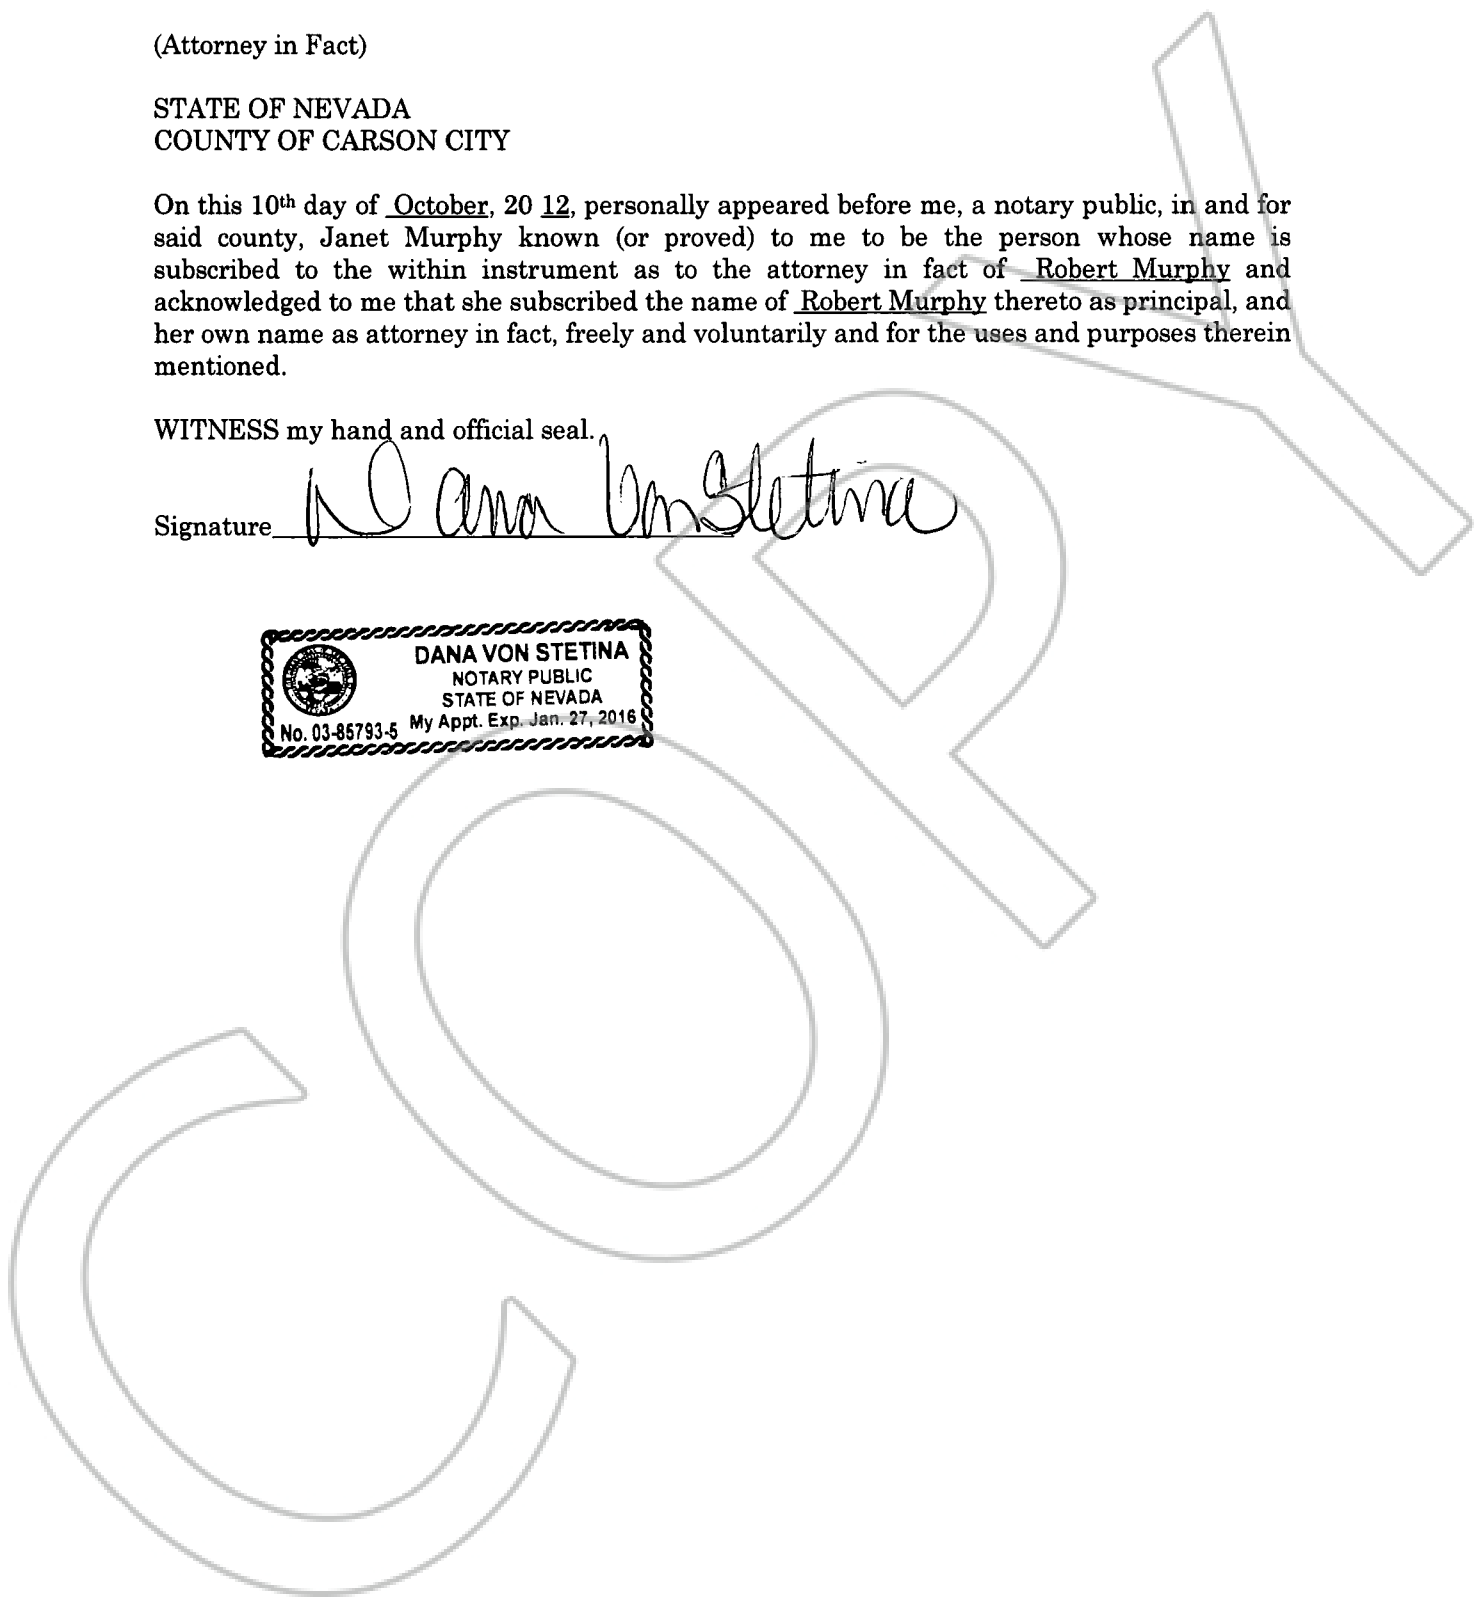 (Attorney in Fact)
STATE OF NEVADA
COUNTY OF CARSON CITY
On this 10th day of October, 20 12, personally appeared before me, a notary public, in and for
said county, Janet Murphy known (or proved) to me to be the person whose name is
subscribed to the within instrument as to the attorney in fact of Robert Murphy and
acknowledged to me that she subscribed the name of Robert Murphy thereto as principal, and
her own name as attorney in fact, freely and voluntarily and for the uses and purposes therein
mentioned.
WITNESS my hand and official seal.
Signature Dana Von Stetina
DANA VON STETINA
NOTARY PUBLIC
STATE OF NEVADA
No. 03-85793-5 My Appt. Exp. Jan. 27, 2016
COPY